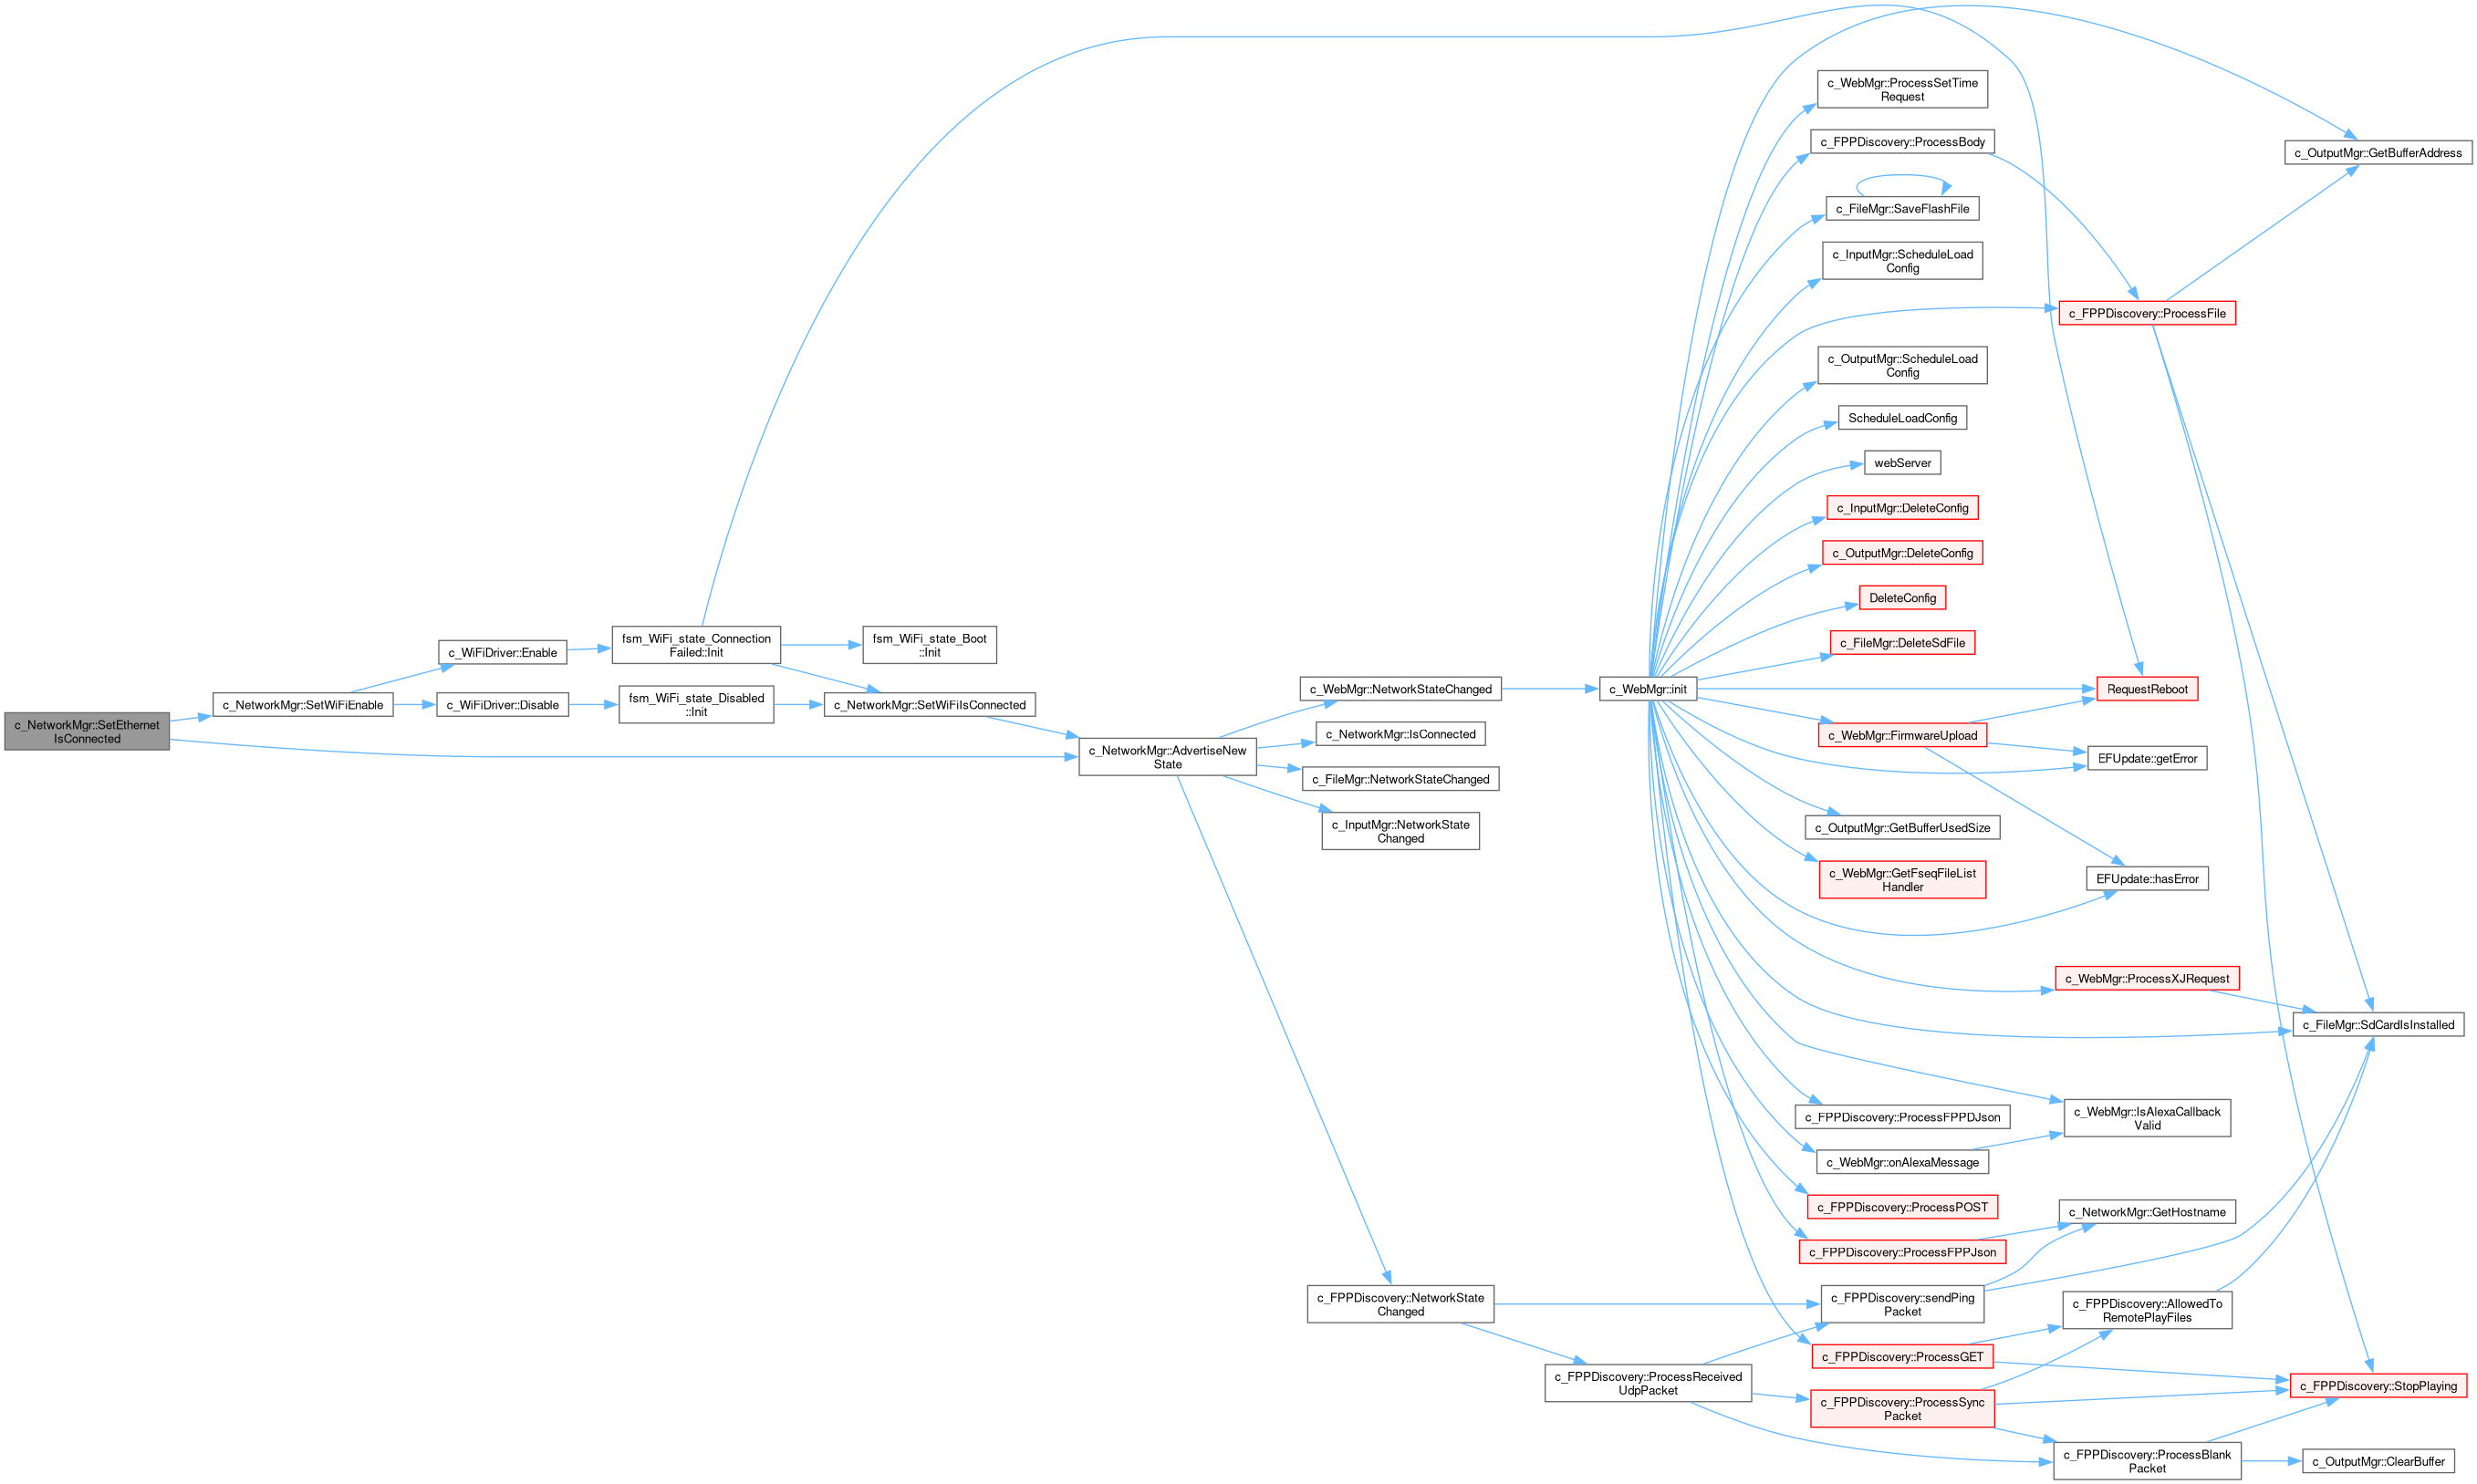 c_NetworkMgr::SetEthernet
IsConnected
c_NetworkMgr::SetWiFiEnable
c_WiFiDriver::Enable
c_WiFiDriver::Disable
fsm_WiFi_state_Connection
Failed::Init
fsm_WiFi_state_Disabled
::Init
fsm_WiFi_state_Boot
::Init
c_NetworkMgr::SetWiFiIsConnected
c_NetworkMgr::AdvertiseNew
State
c_WebMgr::NetworkStateChanged
c_NetworkMgr::IsConnected
c_FileMgr::NetworkStateChanged
c_InputMgr::NetworkState
Changed
c_FPPDiscovery::NetworkState
Changed
c_FPPDiscovery::ProcessReceived
UdpPacket
c_WebMgr::init
c_WebMgr::ProcessSetTime
Request
c_FPPDiscovery::ProcessBody
c_FileMgr::SaveFlashFile
c_InputMgr::ScheduleLoad
Config
c_OutputMgr::ScheduleLoad
Config
ScheduleLoadConfig
webServer
c_InputMgr::DeleteConfig
c_OutputMgr::DeleteConfig
DeleteConfig
c_FileMgr::DeleteSdFile
c_WebMgr::FirmwareUpload
c_OutputMgr::GetBufferUsedSize
c_WebMgr::GetFseqFileList
Handler
c_FPPDiscovery::ProcessFPPDJson
c_WebMgr::onAlexaMessage
c_FPPDiscovery::ProcessPOST
c_FPPDiscovery::ProcessFPPJson
c_FPPDiscovery::sendPing
Packet
c_FPPDiscovery::ProcessGET
c_FPPDiscovery::ProcessSync
Packet
c_FPPDiscovery::ProcessFile
RequestReboot
EFUpdate::getError
EFUpdate::hasError
c_WebMgr::ProcessXJRequest
c_WebMgr::IsAlexaCallback
Valid
c_NetworkMgr::GetHostname
c_FPPDiscovery::AllowedTo
RemotePlayFiles
c_FPPDiscovery::ProcessBlank
Packet
c_OutputMgr::GetBufferAddress
c_FileMgr::SdCardIsInstalled
c_FPPDiscovery::StopPlaying
c_OutputMgr::ClearBuffer